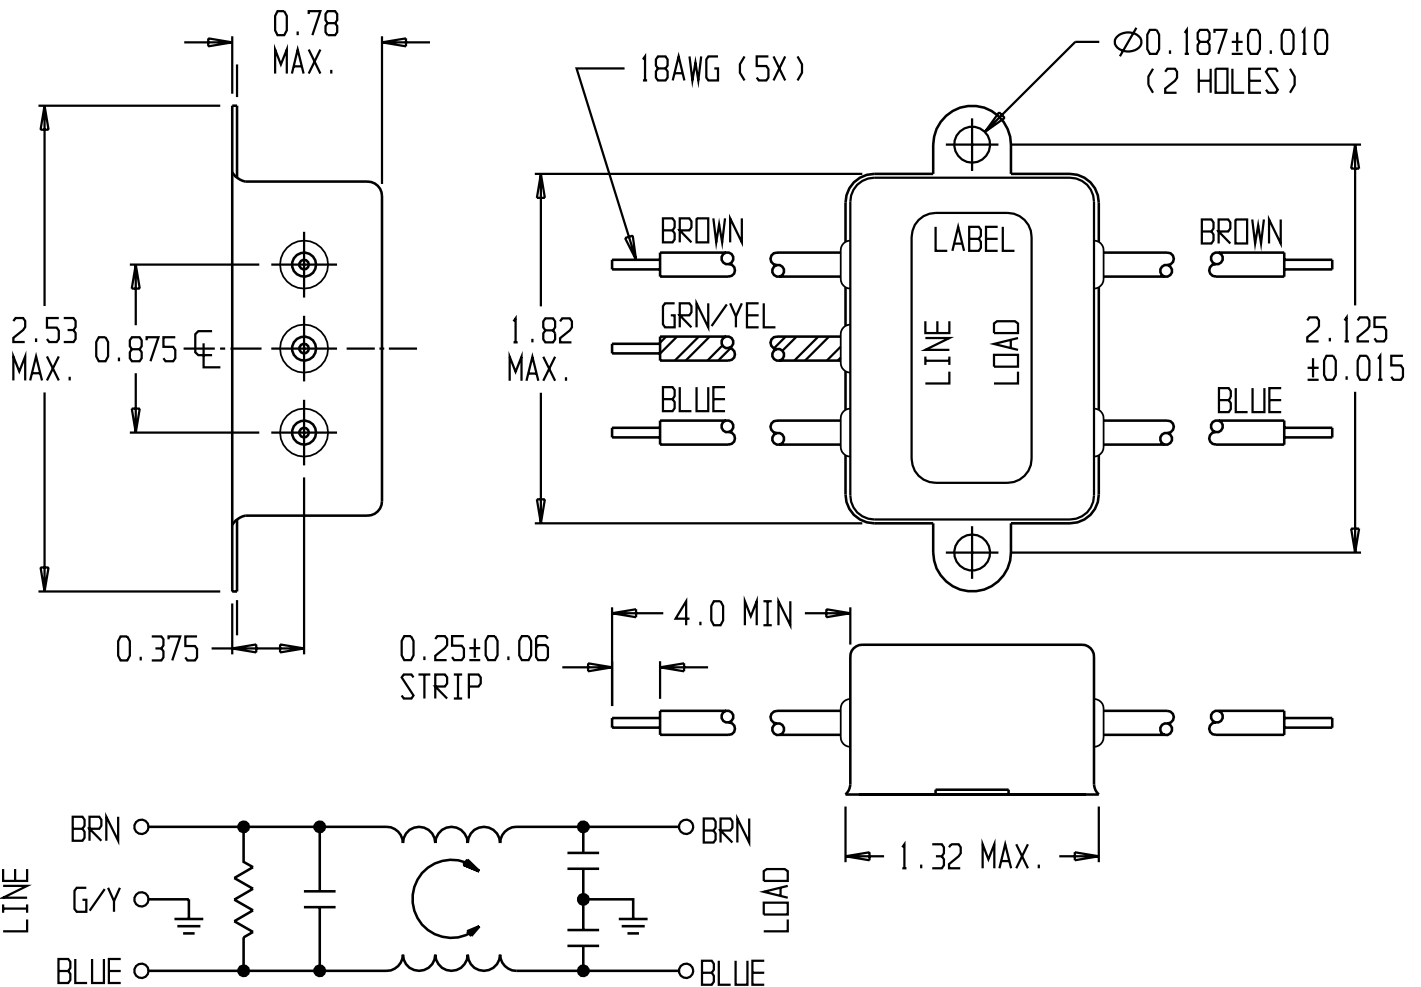 0.78
MAX.
18AWG (5X)
Ø0.187±0.010
(2 HOLES)
BROWN
LABEL
BROWN
2.53
MAX.
0.875
℄
1.82
MAX.
GRN/YEL
LINE
LOAD
2.125
±0.015
BLUE
BLUE
0.375
0.25±0.06
STRIP
4.0 MIN
1.32 MAX.
BRN
BRN
LINE
G/Y
LOAD
BLUE
BLUE